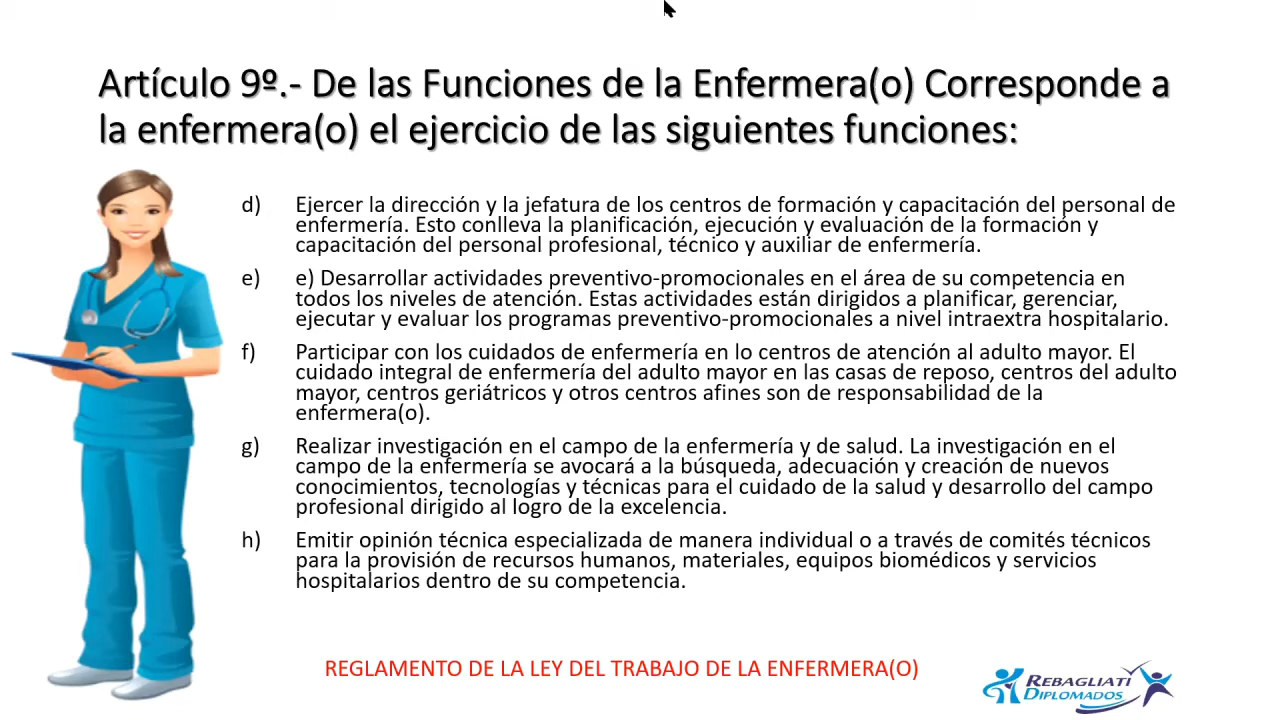 Artículo 9º.- De las Funciones de la Enfermera(o) Corresponde a
la enfermera(o) el ejercicio de las siguientes funciones:
d) Ejercer la dirección y la jefatura de los centros de formación y capacitación del personal de
enfermería. Esto conlleva la planificación, ejecución y evaluación de la formación y
capacitación del personal profesional, técnico y auxiliar de enfermería.
e) e) Desarrollar actividades preventivo-promocionales en el área de su competencia en
todos los niveles de atención. Estas actividades están dirigidos a planificar, gerenciar,
ejecutar y evaluar los programas preventivo-promocionales a nivel intraextra hospitalario.
f) Participar con los cuidados de enfermería en lo centros de atención al adulto mayor. El
cuidado integral de enfermería del adulto mayor en las casas de reposo, centros del adulto
mayor, centros geriátricos y otros centros afines son de responsabilidad de la
enfermera(o).
g) Realizar investigación en el campo de la enfermería y de salud. La investigación en el
campo de la enfermería se avocará a la búsqueda, adecuación y creación de nuevos
conocimientos, tecnologías y técnicas para el cuidado de la salud y desarrollo del campo
profesional dirigido al logro de la excelencia.
h) Emitir opinión técnica especializada de manera individual o a través de comités técnicos
para la provisión de recursos humanos, materiales, equipos biomédicos y servicios
hospitalarios dentro de su competencia.
REGLAMENTO DE LA LEY DEL TRABAJO DE LA ENFERMERA(O)
REBAGLIATI
DIPLOMADOS